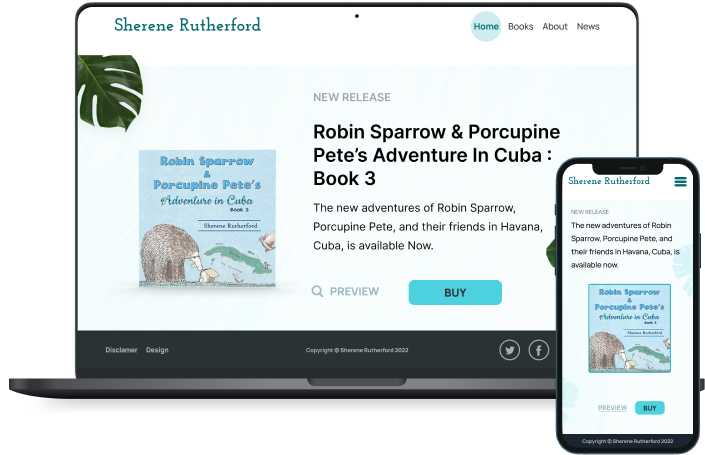 Sherene Rutherford
Home Books About News
NEW RELEASE
Robin Sparrow & Porcupine
Pete’s Adventure In Cuba :
Book 3
The new adventures of Robin Sparrow,
Porcupine Pete, and their friends in Havana,
Cuba, is available Now.
PREVIEW
BUY
Robin Sparrow
&
Porcupine Pete's
Adventure in Cuba
Book 3
Sherene Rutherford
Disclamer Design
Copyright © Sherene Rutherford 2022
Sherene Rutherford
NEW RELEASE
The new adventures of Robin
Sparrow, Porcupine Pete, and
their friends in Havana, Cuba, is
available now.
Robin Sparrow
&
Porcupine Pete's
Adventure in Cuba
Book 3
Sherene Rutherford
PREVIEW
BUY
Copyright © Sherene Rutherford 2022